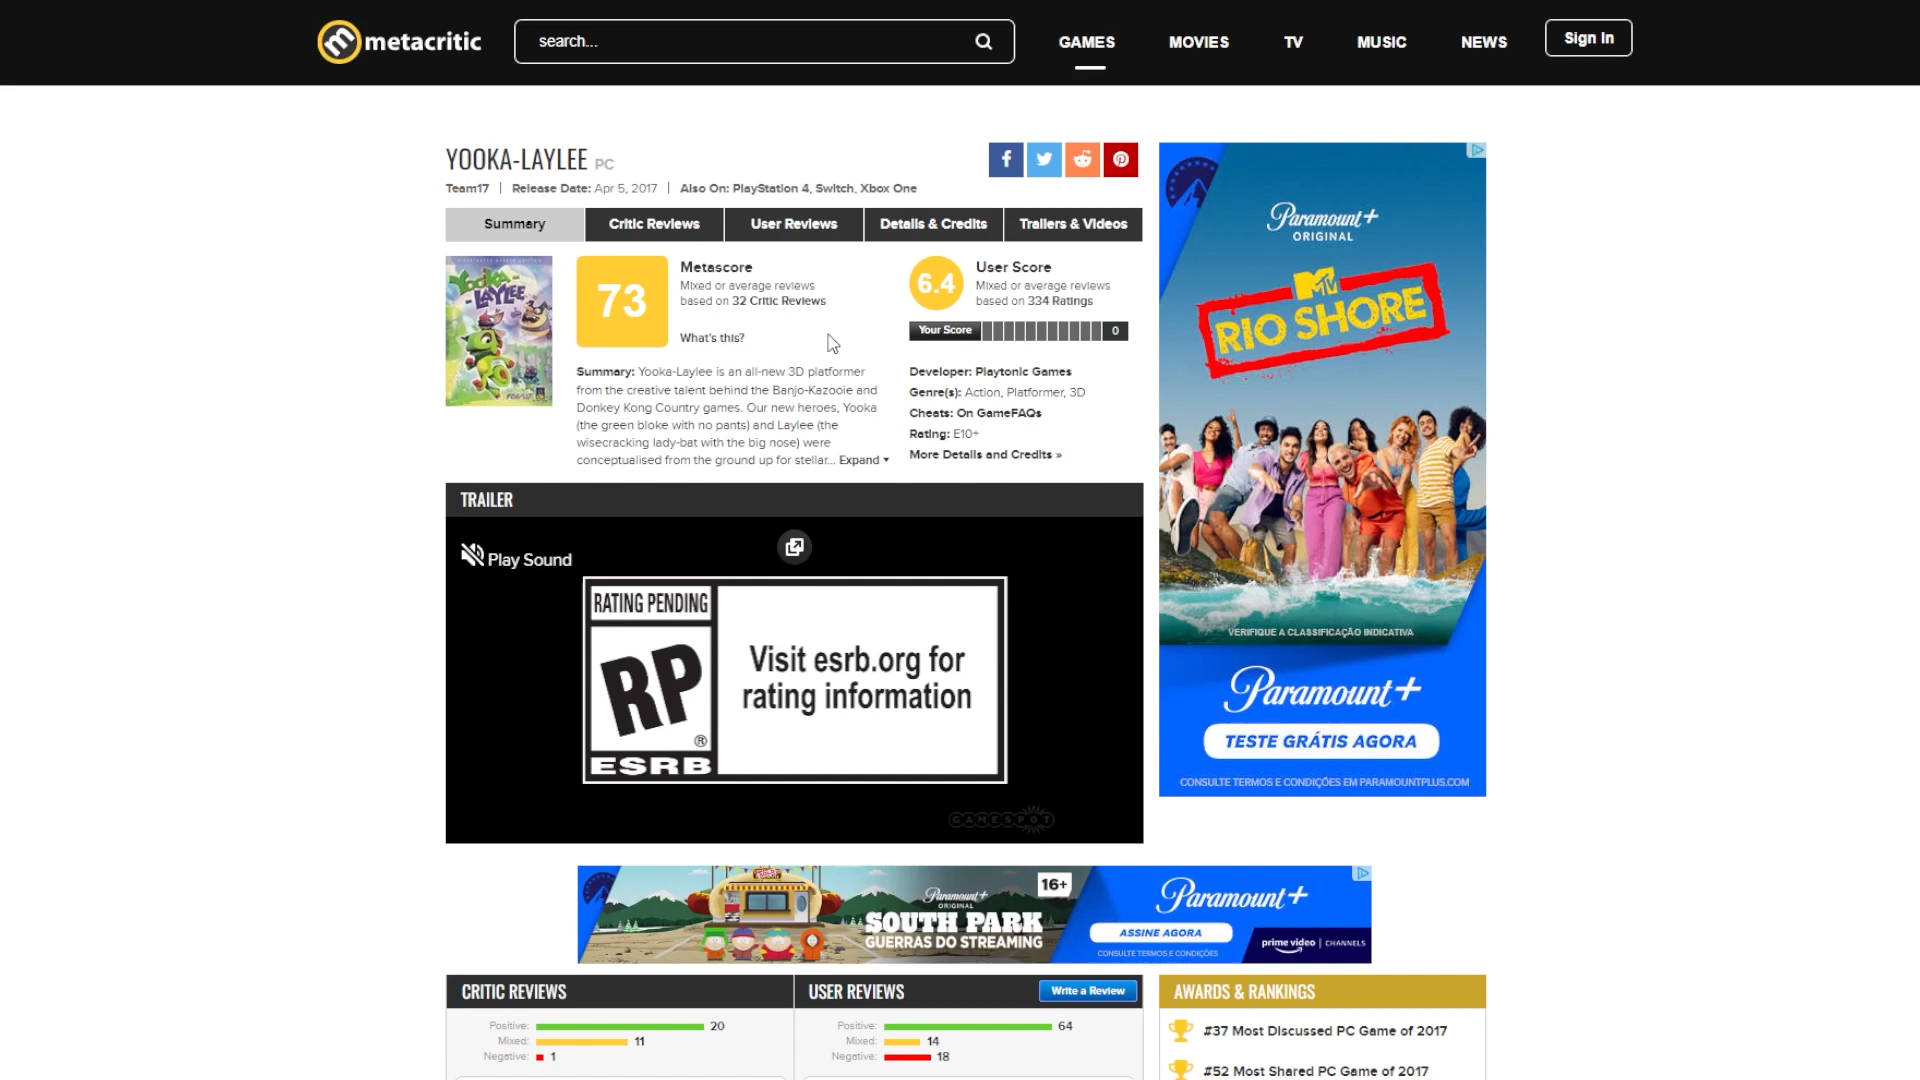 metacritic
search...
GAMES
MOVIES
TV
MUSIC
NEWS
Sign In
YOOKA-LAYLEE PC
Team17 | Release Date: Apr 5, 2017 | Also On: PlayStation 4, Switch, Xbox One
Summary
Critic Reviews
User Reviews
Details & Credits
Trailers & Videos
YOOKA-LAYLEE
73
Metascore
Mixed or average reviews
based on 32 Critic Reviews
What's this?
6.4
User Score
Mixed or average reviews
based on 334 Ratings
Your Score
0
Summary: Yooka-Laylee is an all-new 3D platformer
from the creative talent behind the Banjo-Kazooie and
Donkey Kong Country games. Our new heroes, Yooka
(the green bloke with no pants) and Laylee (the
wisecracking lady-bat with the big nose) were
conceptualised from the ground up for stellar... Expand
Developer: Playtonic Games
Genre(s): Action, Platformer, 3D
Cheats: On GameFAQs
Rating: E10+
More Details and Credits »
TRAILER
Play Sound
RATING PENDING
RP
®
ESRB
Visit esrb.org for
rating information
GAMESPOT
Paramount+
ORIGINAL
MTV
RIO SHORE
VERIFIQUE A CLASSIFICAÇÃO INDICATIVA
Paramount+
TESTE GRÁTIS AGORA
CONSULTE TERMOS E CONDIÇÕES EM PARAMOUNTPLUS.COM
Paramount+
ORIGINAL
SOUTH PARK
GUERRAS DO STREAMING
16+
Paramount+
ASSINE AGORA
CONSULTE TERMOS E CONDIÇÕES
prime video | CHANNELS
CRITIC REVIEWS
Positive: 20
Mixed: 11
Negative: 1
USER REVIEWS
Write a Review
Positive: 64
Mixed: 14
Negative: 18
AWARDS & RANKINGS
#37 Most Discussed PC Game of 2017
#52 Most Shared PC Game of 2017